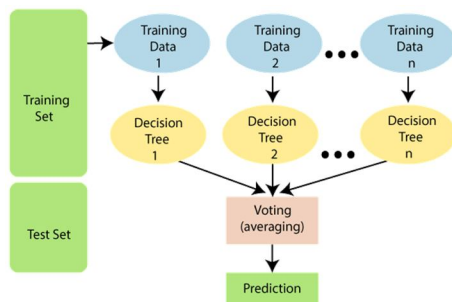 Training
Set
Training
Data
1
Training
Data
2
Training
Data
n
Decision
Tree
1
Decision
Tree
2
Decision
Tree
n
Test Set
Voting
(averaging)
Prediction